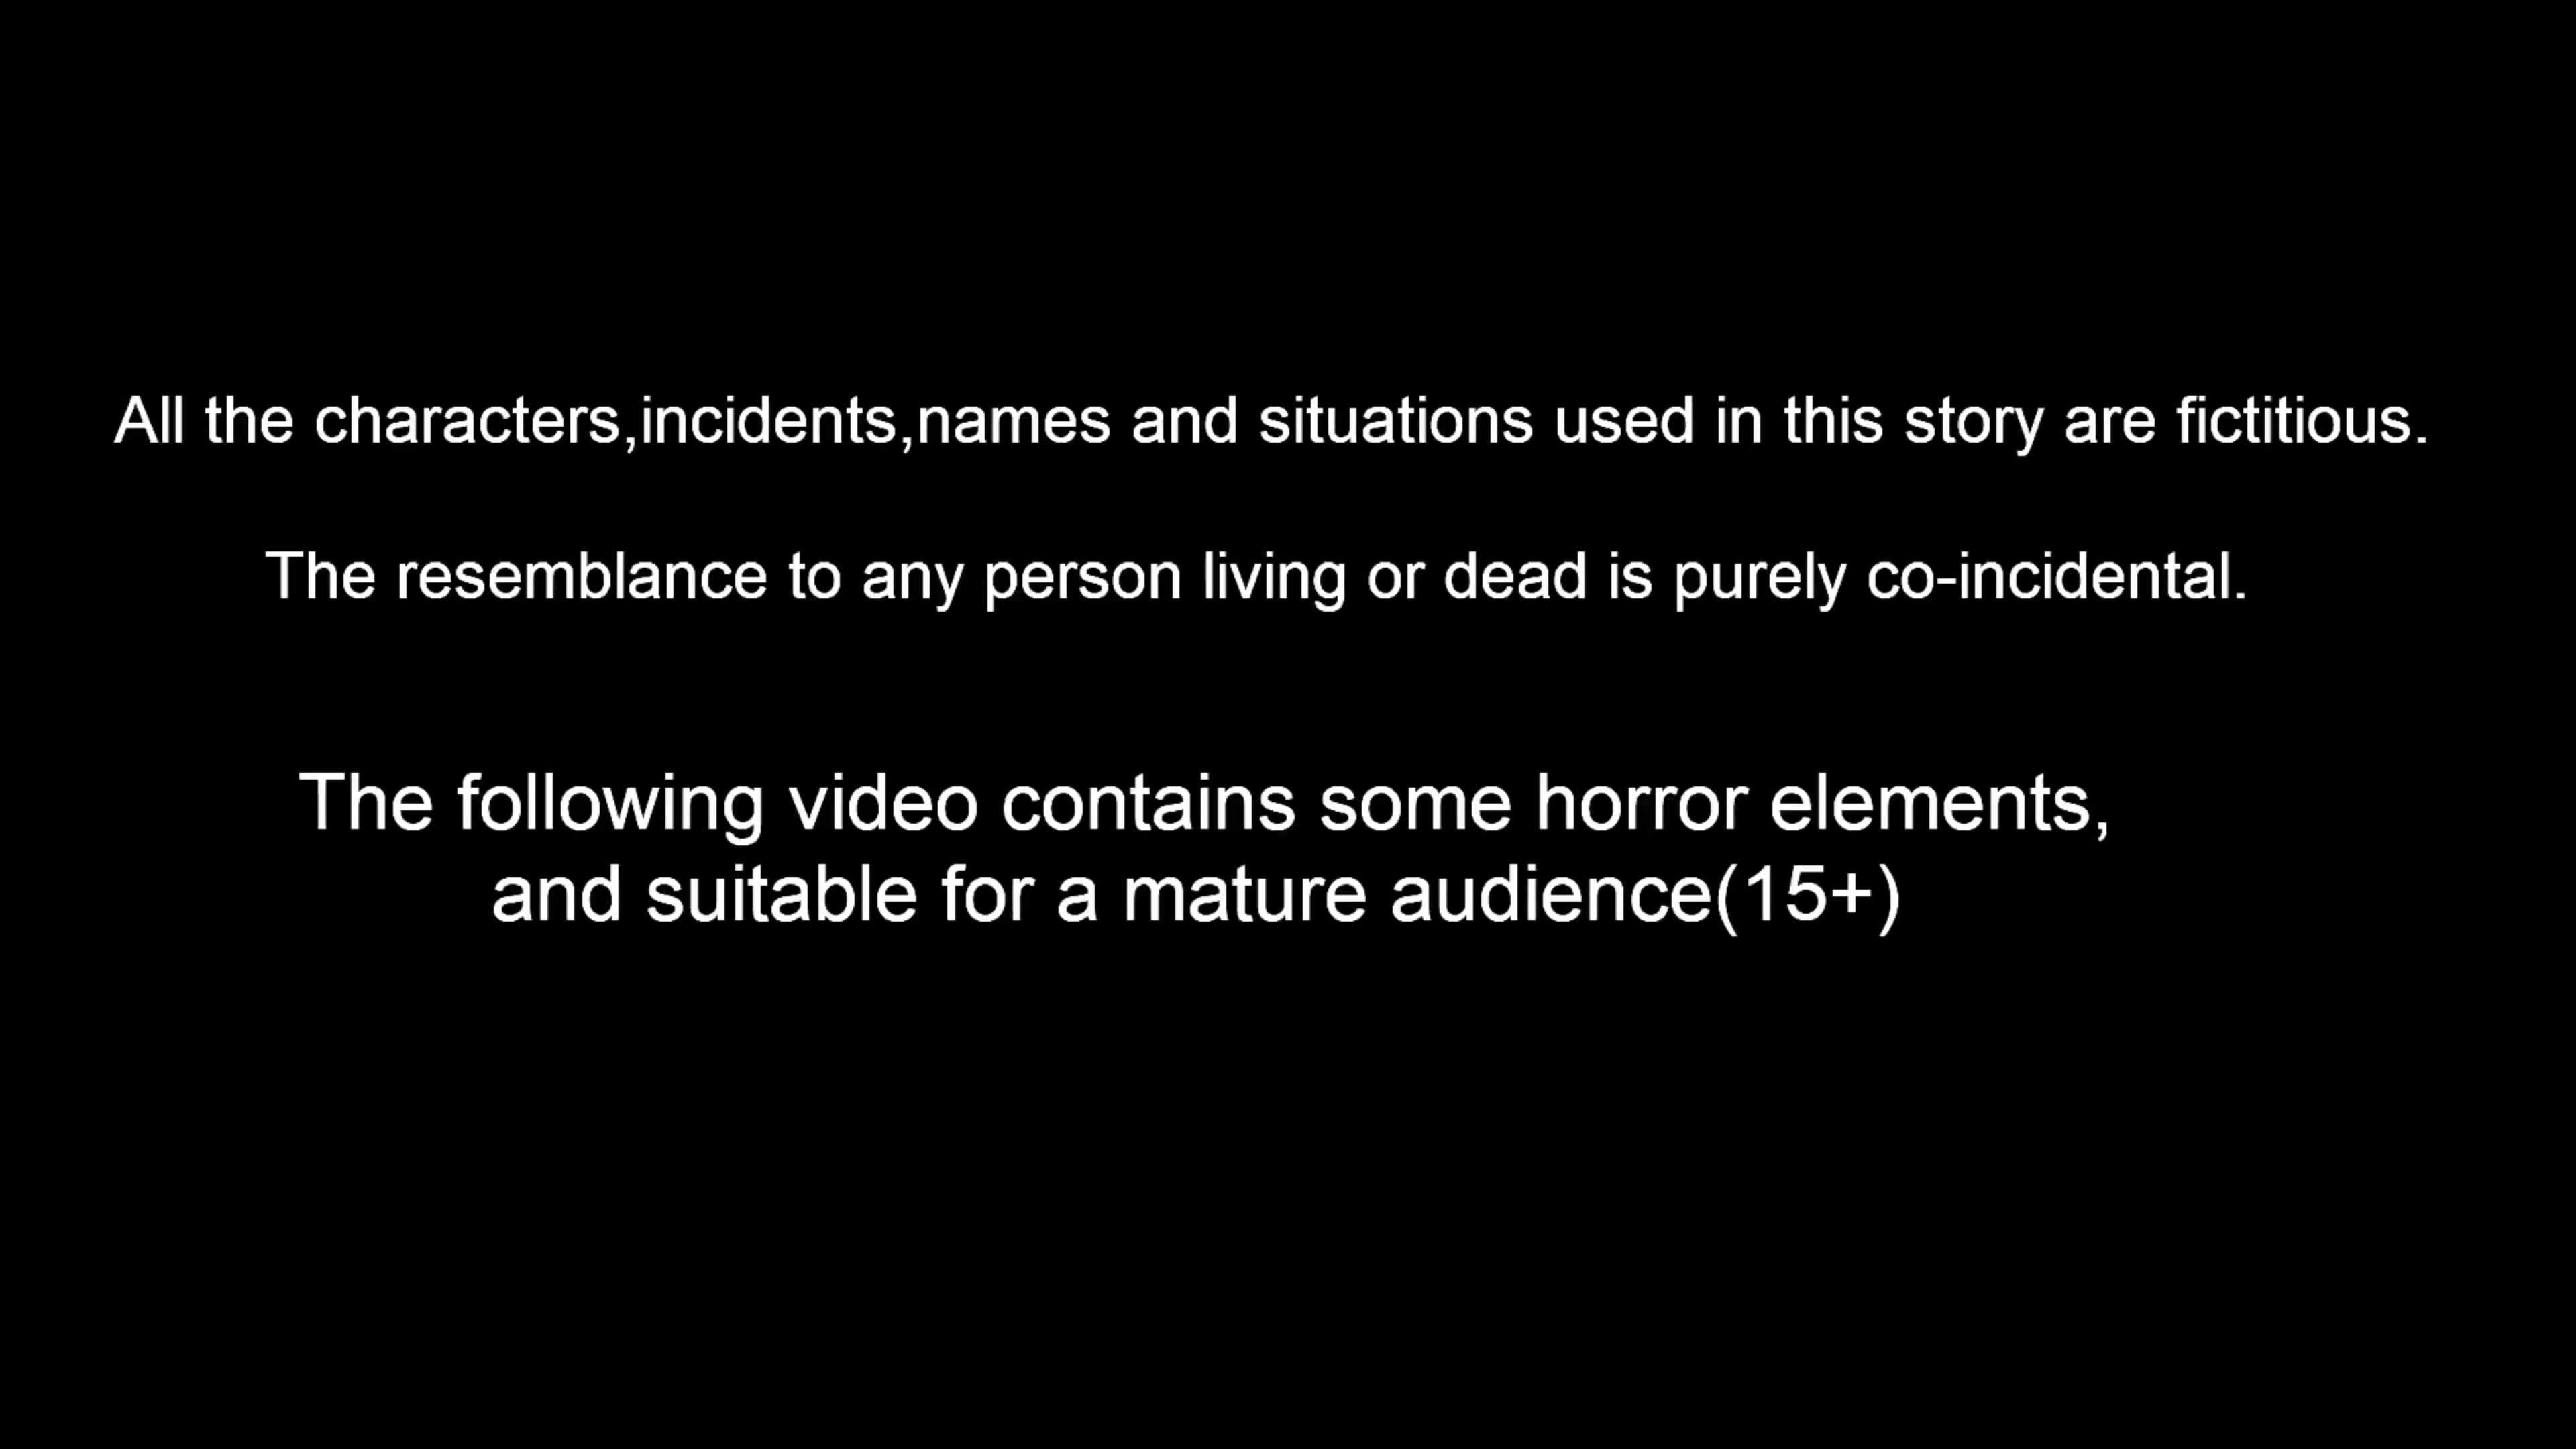 All the characters,incidents,names and situations used in this story are fictitious.
The resemblance to any person living or dead is purely co-incidental.
The following video contains some horror elements,
and suitable for a mature audience(15+)